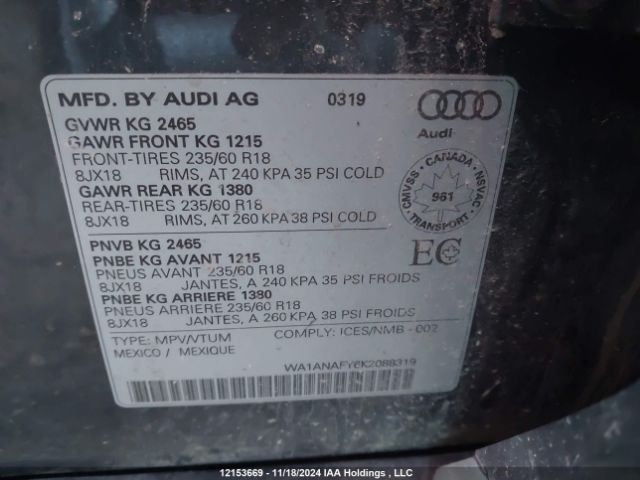 MFD. BY AUDI AG 0319
Audi
GVWR KG 2465
GAWR FRONT KG 1215
FRONT-TIRES 235/60 R18
8JX18 RIMS, AT 240 KPA 35 PSI COLD
GAWR REAR KG 1380
REAR-TIRES 235/60 R18
8JX18 RIMS, AT 260 KPA 38 PSI COLD
CMVSS - CANADA - NSVAC
961
TRANSPORT
PNVB KG 2465
PNBE KG AVANT 1215
PNEUS AVANT 235/60 R18
8JX18 JANTES, A 240 KPA 35 PSI FROIDS
PNBE KG ARRIERE 1380
PNEUS ARRIERE 235/60 R18
8JX18 JANTES, A 260 KPA 38 PSI FROIDS
EC
TYPE: MPV/VTUM COMPLY: ICES/NMB - 002
MEXICO / MEXIQUE
WA1ANAFY6K2088319
12153669 - 11/18/2024 IAA Holdings , LLC